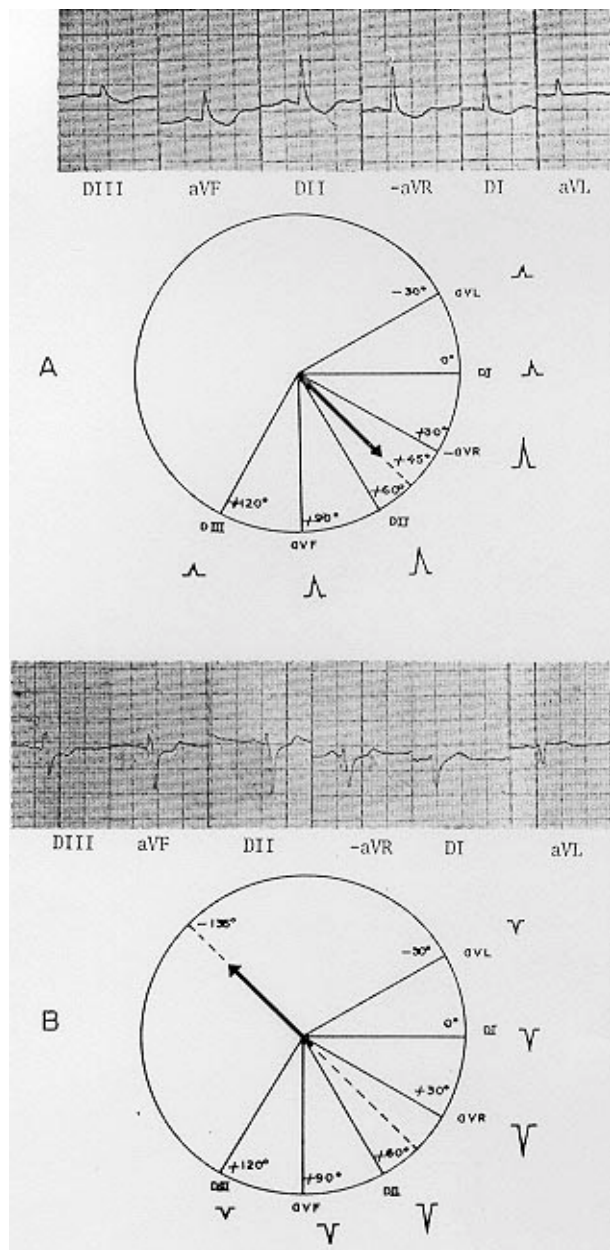 DIII aVF DII -aVR DI aVL
A
-30° aVL
0° DI
+30° -aVR
+45°
+60° DII
+90° aVF
+120° DIII
DIII aVF DII -aVR DI aVL
B
-135°
-30° aVL
0° DI
+30° aVR
+60° DII
+90° aVF
+120° DIII